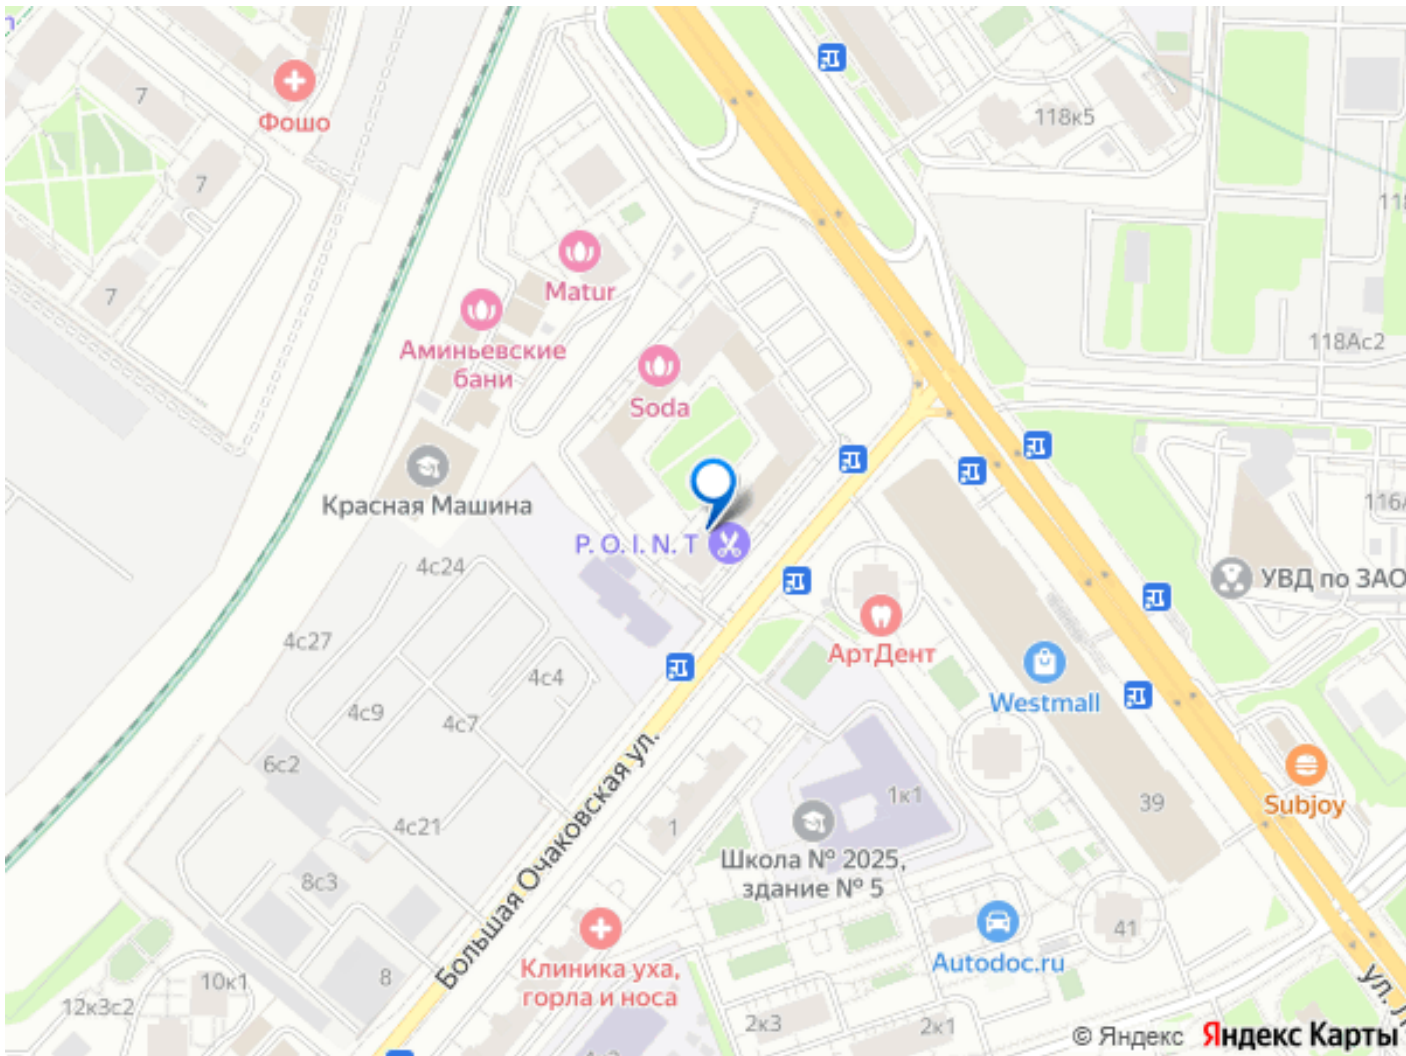 Фошо
7
7
7
118к5
118Ас2
Matur
Аминьевские
бани
Soda
Красная Машина
P. O. I. N. T
4с24
4с27
4с4
4с9
4с7
6с2
4с21
8с3
8
10к1
12к3с2
Большая Очаковская ул.
АртДент
Westmall
УВД по ЗАО
Subjoy
39
1к1
1
Школа № 2025,
здание № 5
Autodoc.ru
41
Клиника уха,
горла и носа
2к3
2к1
ул.
© Яндекс Яндекс Карты